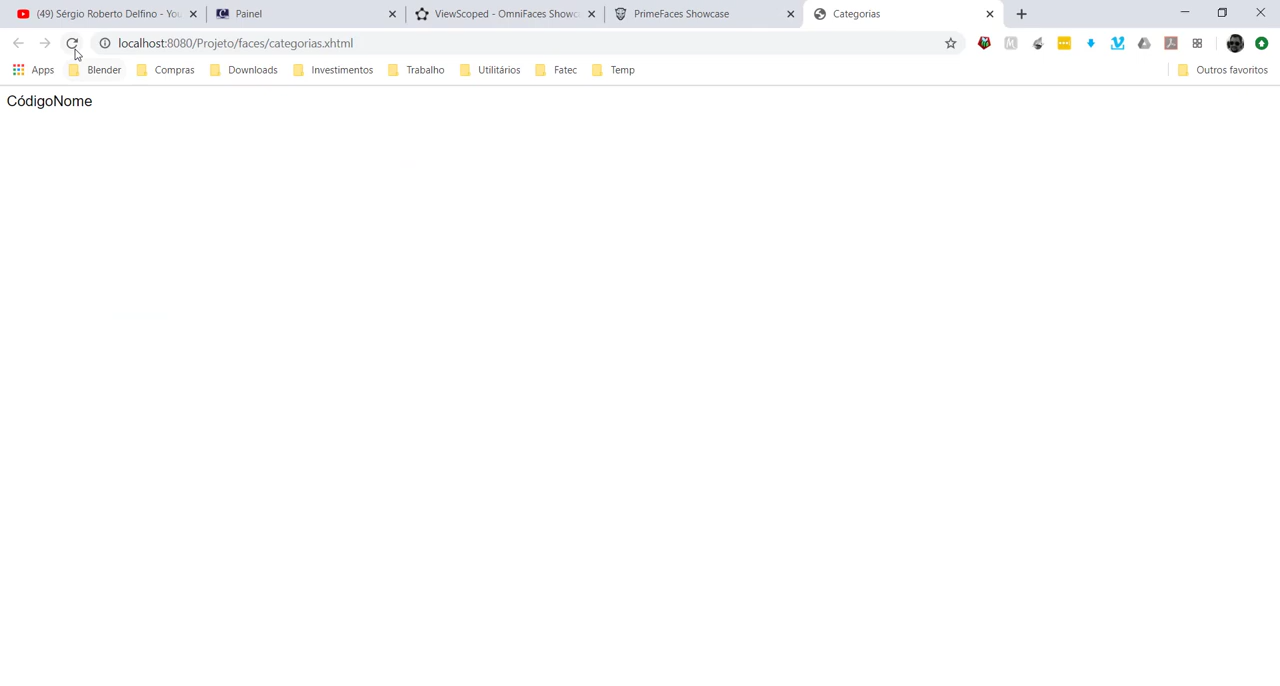 (49) Sérgio Roberto Delfino - You
Painel
ViewScoped - OmniFaces Showc
PrimeFaces Showcase
Categorias
localhost:8080/Projeto/faces/categorias.xhtml
Apps
Blender
Compras
Downloads
Investimentos
Trabalho
Utilitários
Fatec
Temp
Outros favoritos
CódigoNome